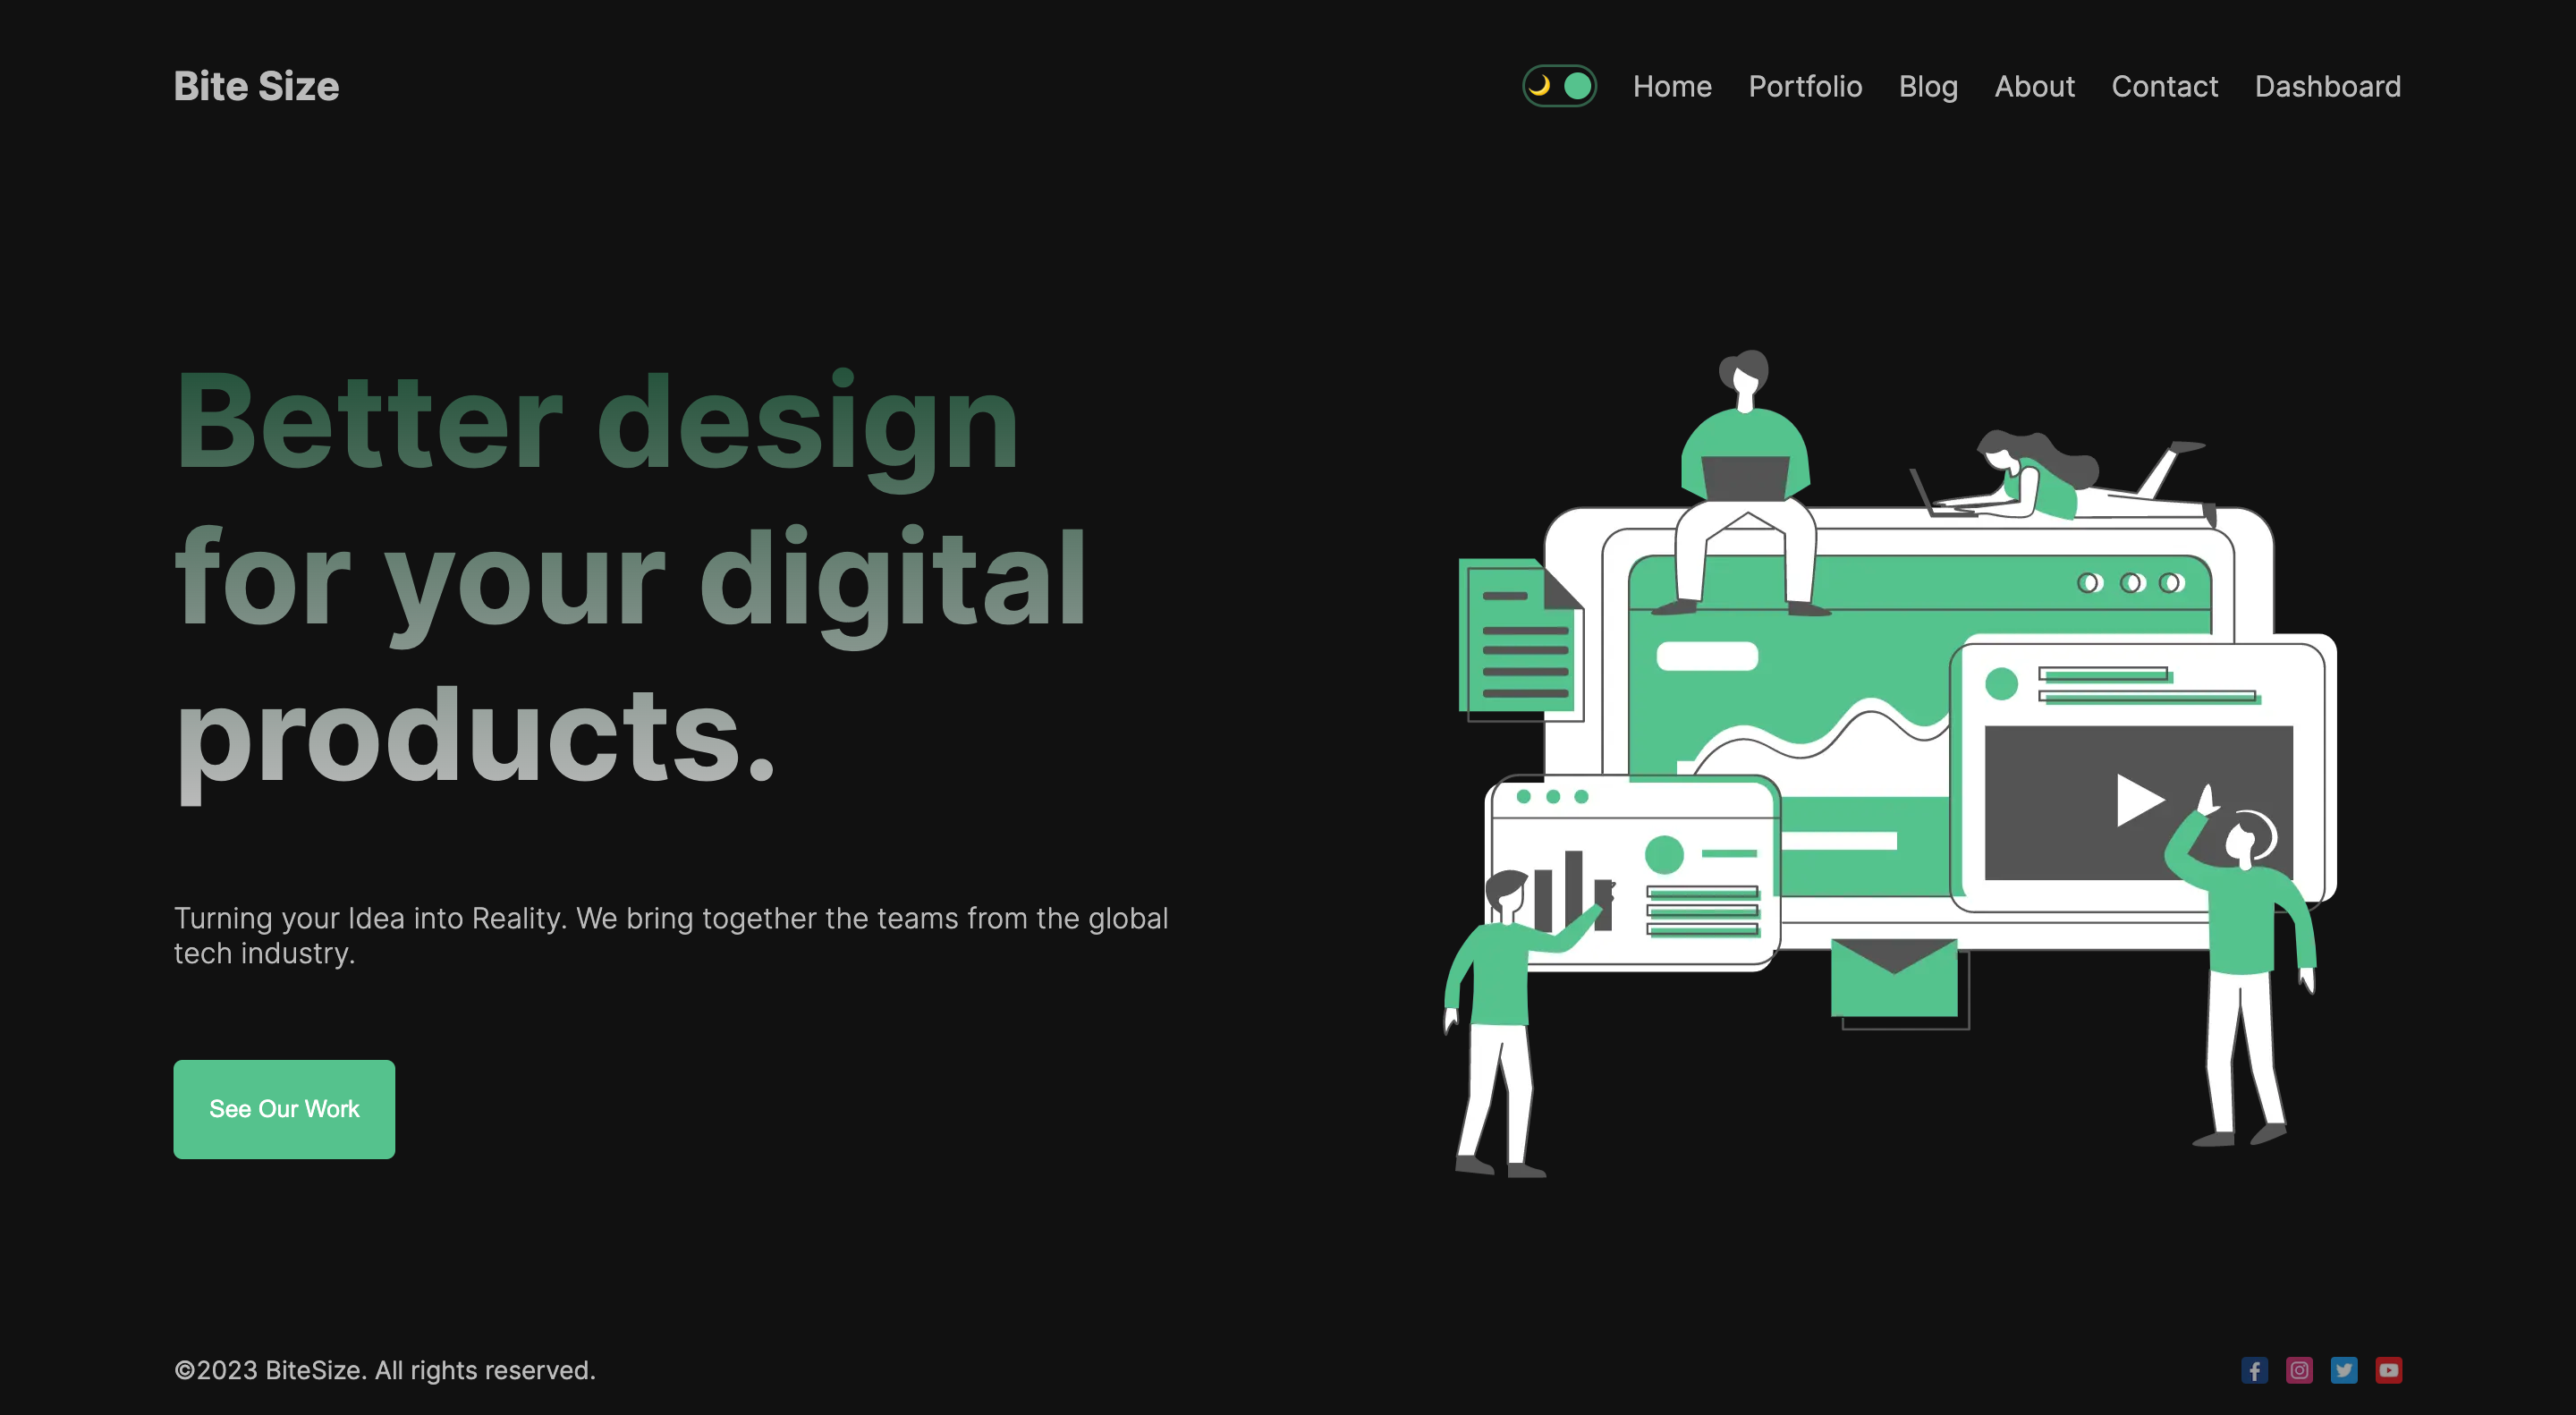 Bite Size
Home Portfolio Blog About Contact Dashboard
Better design
for your digital
products.
Turning your Idea into Reality. We bring together the teams from the global
tech industry.
See Our Work
©2023 BiteSize. All rights reserved.